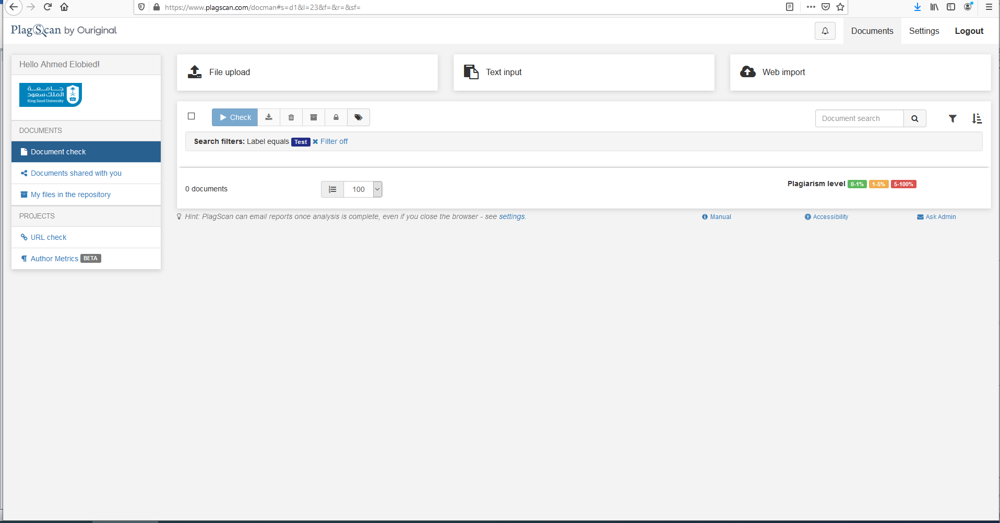 https://www.plagscan.com/docman#s=d1&l=23&f=&r=&sf=
PlagScan by Ouriginal
Documents
Settings
Logout
Hello Ahmed Elobied!
جامعة
الملك سعود
King Saud University
DOCUMENTS
Document check
Documents shared with you
My files in the repository
PROJECTS
URL check
Author Metrics BETA
File upload
Text input
Web import
Check
Document search
Search filters: Label equals Test Filter off
0 documents
100
Plagiarism level 0-1% 1-5% 5-100%
Hint: PlagScan can email reports once analysis is complete, even if you close the browser - see settings.
Manual
Accessibility
Ask Admin